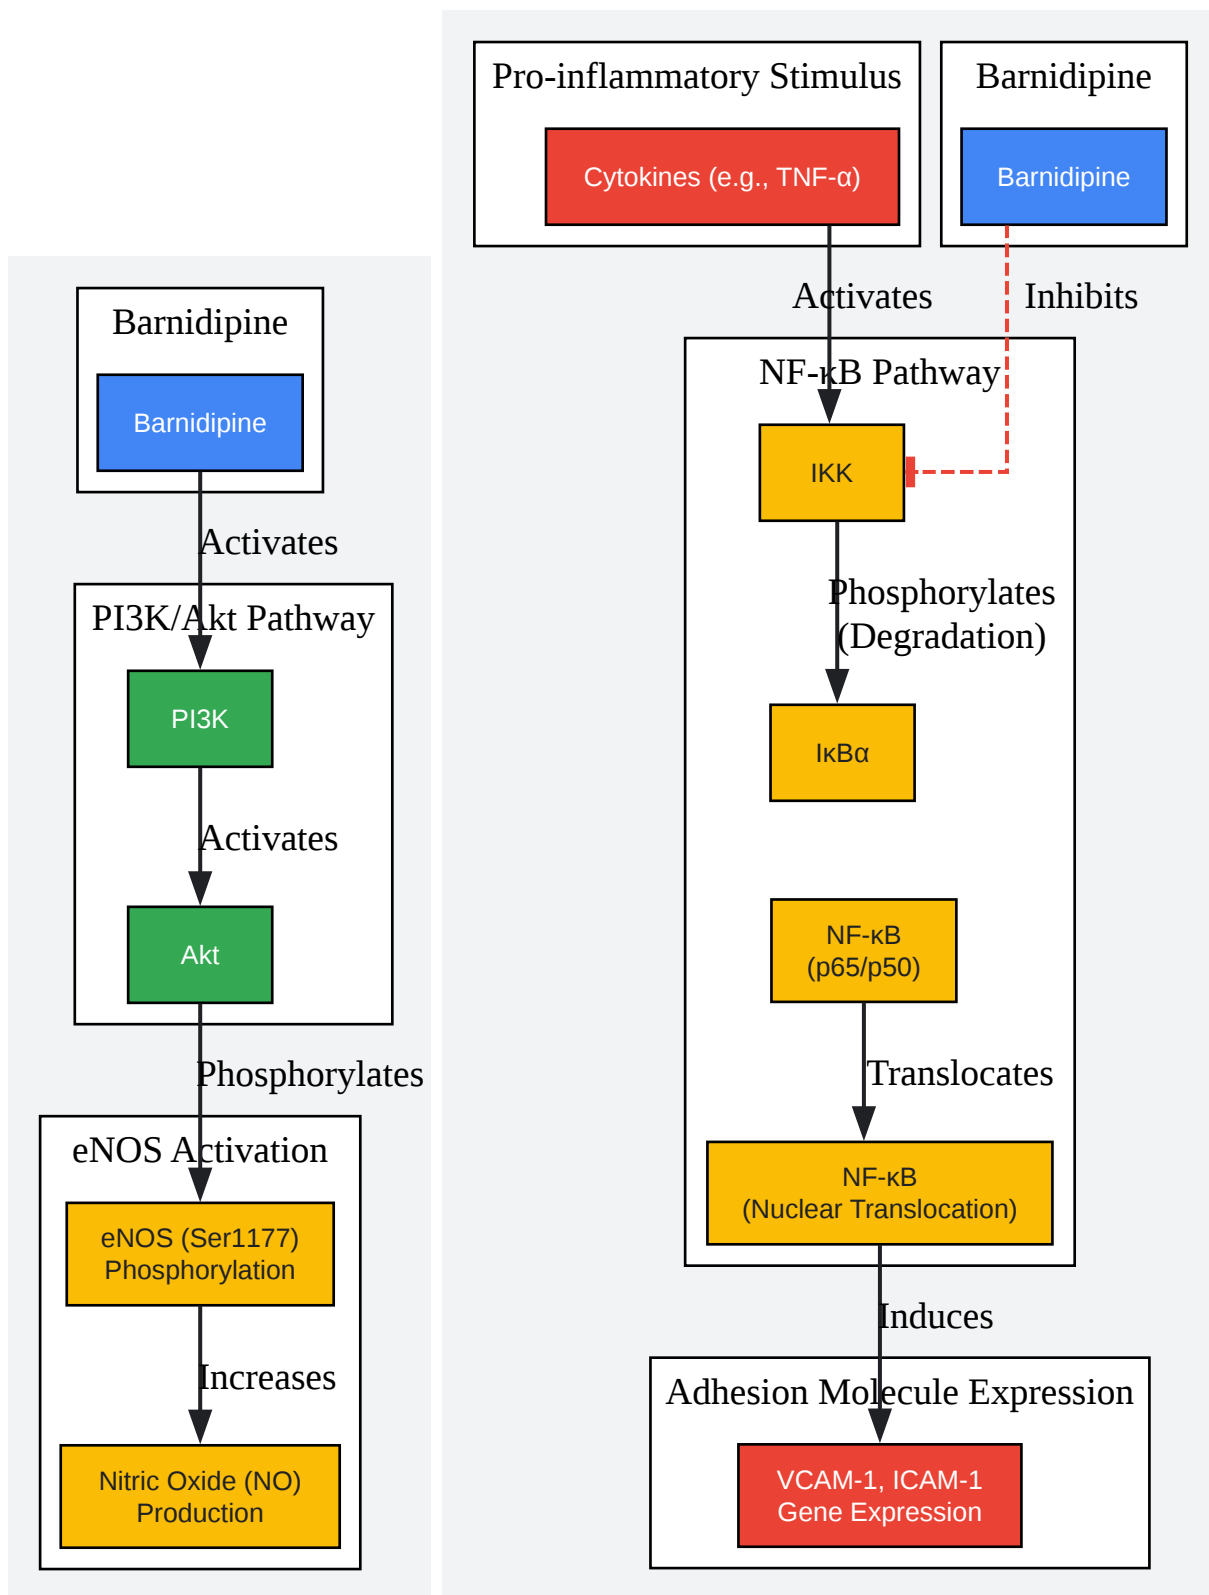 Barnidipine
Barnidipine
Activates
PI3K/Akt Pathway
PI3K
Activates
Akt
Phosphorylates
eNOS Activation
eNOS (Ser1177)
Phosphorylation
Increases
Nitric Oxide (NO)
Production
Pro-inflammatory Stimulus
Cytokines (e.g., TNF-α)
Barnidipine
Barnidipine
Activates
Inhibits
NF-κB Pathway
IKK
Phosphorylates
(Degradation)
IκBα
NF-κB
(p65/p50)
Translocates
NF-κB
(Nuclear Translocation)
Induces
Adhesion Molecule Expression
VCAM-1, ICAM-1
Gene Expression